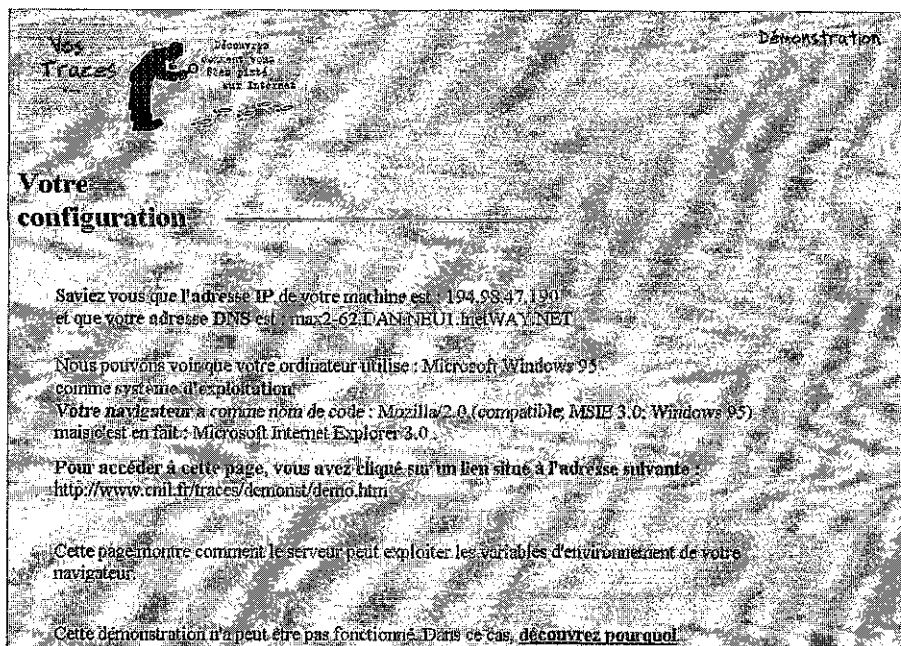 Vos
Traces
Découvrez
comment vous
êtes pisté
sur Internet
Démonstration
Votre
configuration
Saviez vous que l'adresse IP de votre machine est : 194.98.47.190
et que votre adresse DNS est : max2-62.DAN.NEU1.InetWAY.NET
Nous pouvons voir que votre ordinateur utilise : Microsoft Windows 95
comme système d'exploitation.
Votre navigateur a comme nom de code : Mozilla/2.0 (compatible; MSIE 3.0; Windows 95)
mais c'est en fait : Microsoft Internet Explorer 3.0 .
Pour accéder à cette page, vous avez cliqué sur un lien situé à l'adresse suivante :
http://www.cnil.fr/traces/demonst/demo.htm
Cette page montre comment le serveur peut exploiter les variables d'environnement de votre
navigateur.
Cette démonstration n'a peut être pas fonctionné. Dans ce cas, découvrez pourquoi.